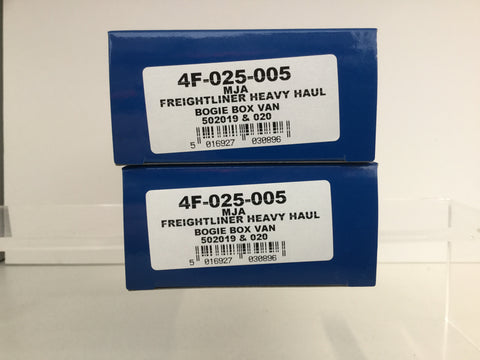 4F-025-005
MJA
FREIGHTLINER HEAVY HAUL
BOGIE BOX VAN
502019 & 020
5 016927 030896
4F-025-005
MJA
FREIGHTLINER HEAVY HAUL
BOGIE BOX VAN
502019 & 020
5 016927 030896